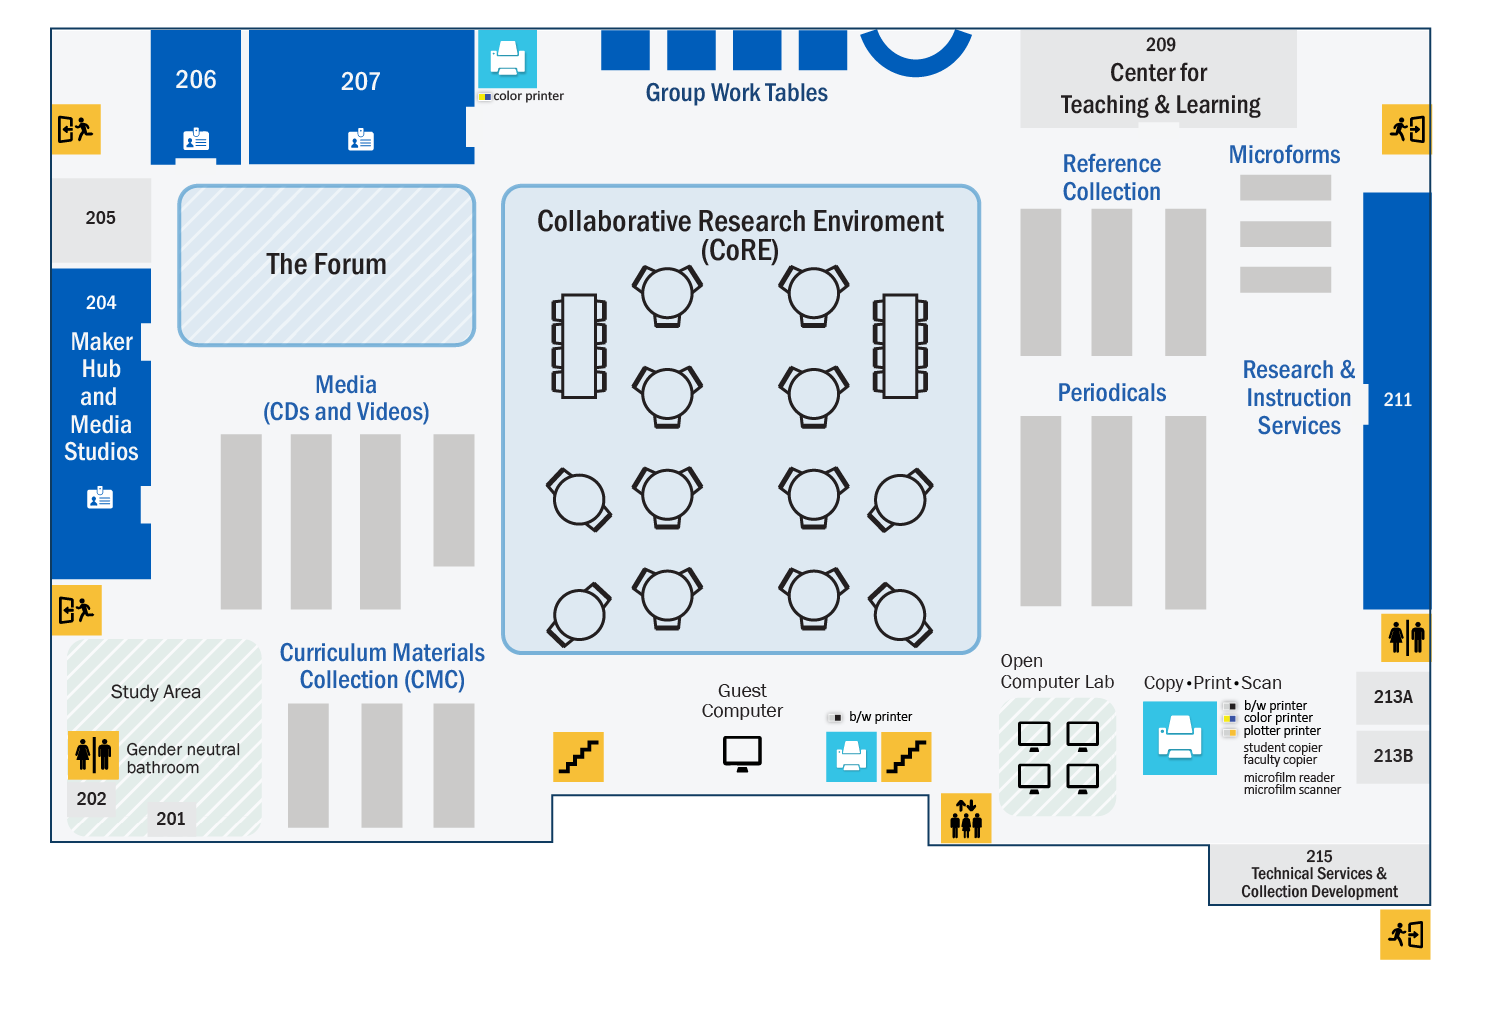 206
207
color printer
Group Work Tables
209
Center for
Teaching & Learning
Reference
Collection
Microforms
205
The Forum
Collaborative Research Enviroment
(CoRE)
204
Maker
Hub
and
Media
Studios
Media
(CDs and Videos)
Periodicals
Research &
Instruction
Services
211
Curriculum Materials
Collection (CMC)
Study Area
Gender neutral
bathroom
202
201
Guest
Computer
b/w printer
Open
Computer Lab
Copy•Print•Scan
b/w printer
color printer
plotter printer
student copier
faculty copier
microfilm reader
microfilm scanner
213A
213B
215
Technical Services &
Collection Development